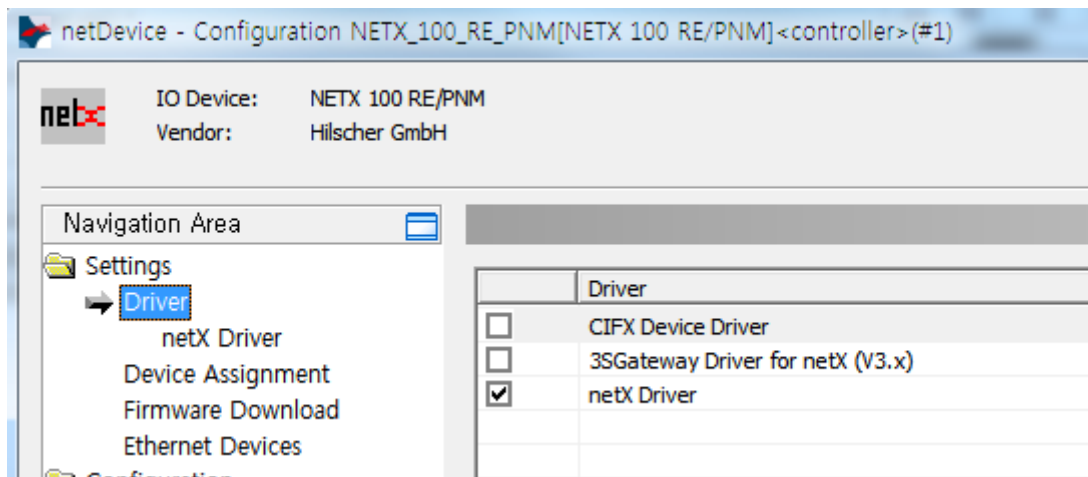 netDevice - Configuration NETX_100_RE_PNM[NETX 100 RE/PNM]<controller>(#1)
netx
IO Device: NETX 100 RE/PNM
Vendor: Hilscher GmbH
Navigation Area
Settings
Driver
netX Driver
Device Assignment
Firmware Download
Ethernet Devices
Configuration
Driver
CIFX Device Driver
3SGateway Driver for netX (V3.x)
netX Driver